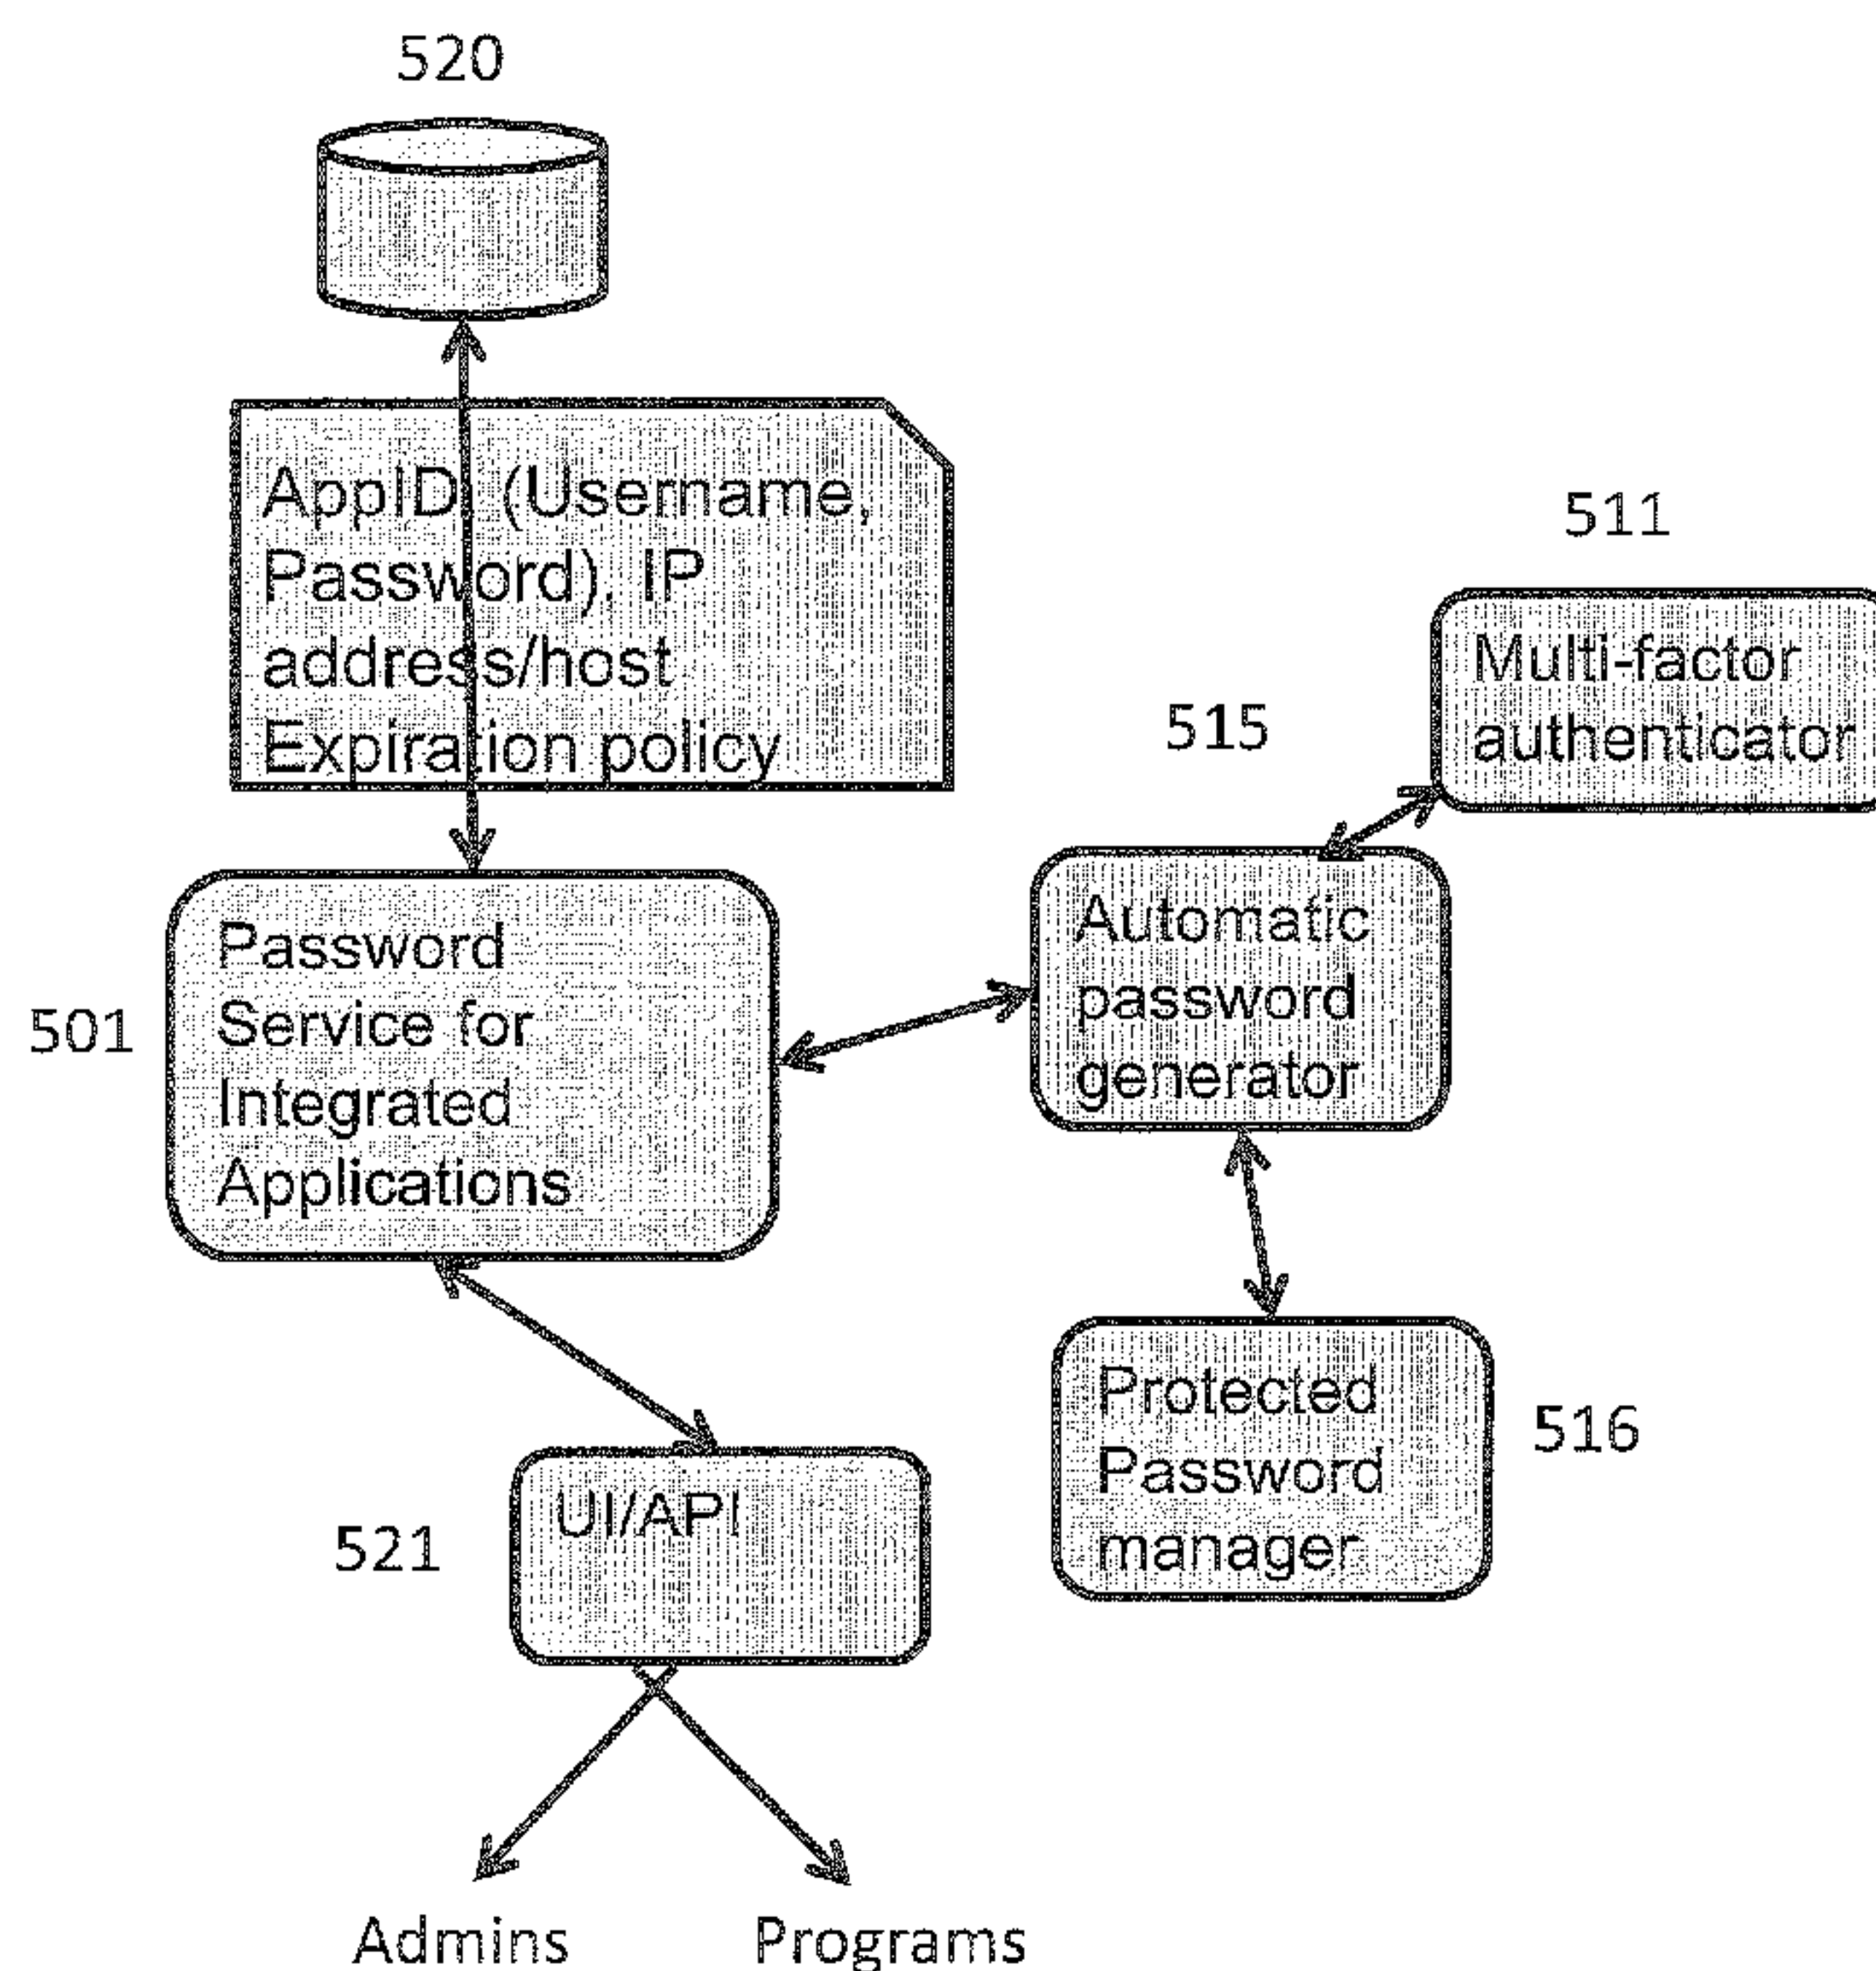 520
AppID, (Username,
Password), IP
address/host
Expiration policy
511
Multi-factor
authenticator
515
Automatic
password
generator
501
Password
Service for
Integrated
Applications
Protected
Password
manager
516
521
UI/API
Admins
Programs